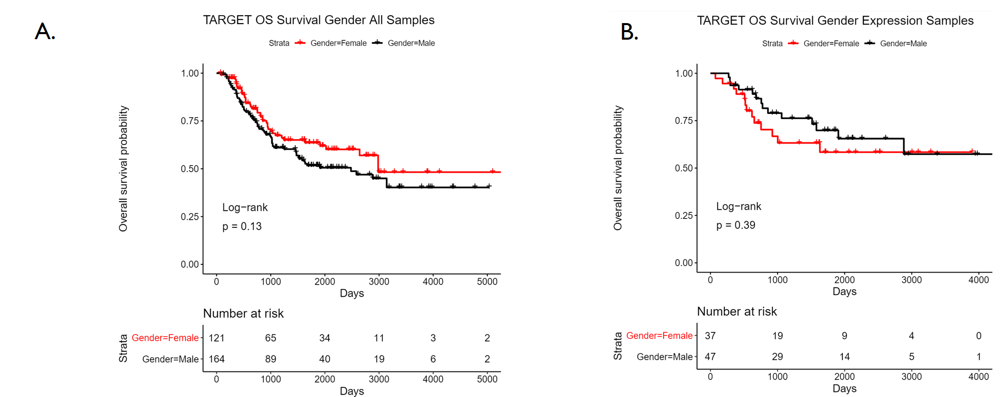 A.
TARGET OS Survival Gender All Samples
Strata Gender=Female Gender=Male
Overall survival probability
1.00
0.75
0.50
0.25
0.00
Log−rank
p = 0.13
0 1000 2000 3000 4000 5000
Days
Number at risk
Strata
Gender=Female 121 65 34 11 3 2
Gender=Male 164 89 40 19 6 2
0 1000 2000 3000 4000 5000
Days
B.
TARGET OS Survival Gender Expression Samples
Strata Gender=Female Gender=Male
Overall survival probability
1.00
0.75
0.50
0.25
0.00
Log−rank
p = 0.39
0 1000 2000 3000 4000
Days
Number at risk
Strata
Gender=Female 37 19 9 4 0
Gender=Male 47 29 14 5 1
0 1000 2000 3000 4000
Days